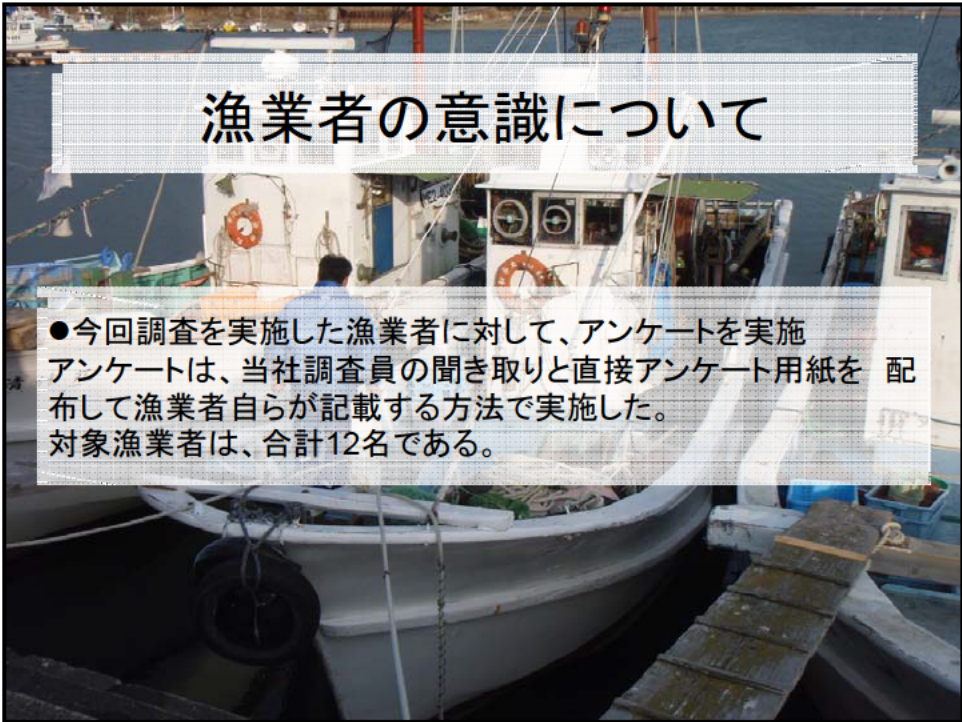 漁業者の意識について
●今回調査を実施した漁業者に対して、アンケートを実施
アンケートは、当社調査員の聞き取りと直接アンケート用紙を　配
布して漁業者自らが記載する方法で実施した。
対象漁業者は、合計12名である。